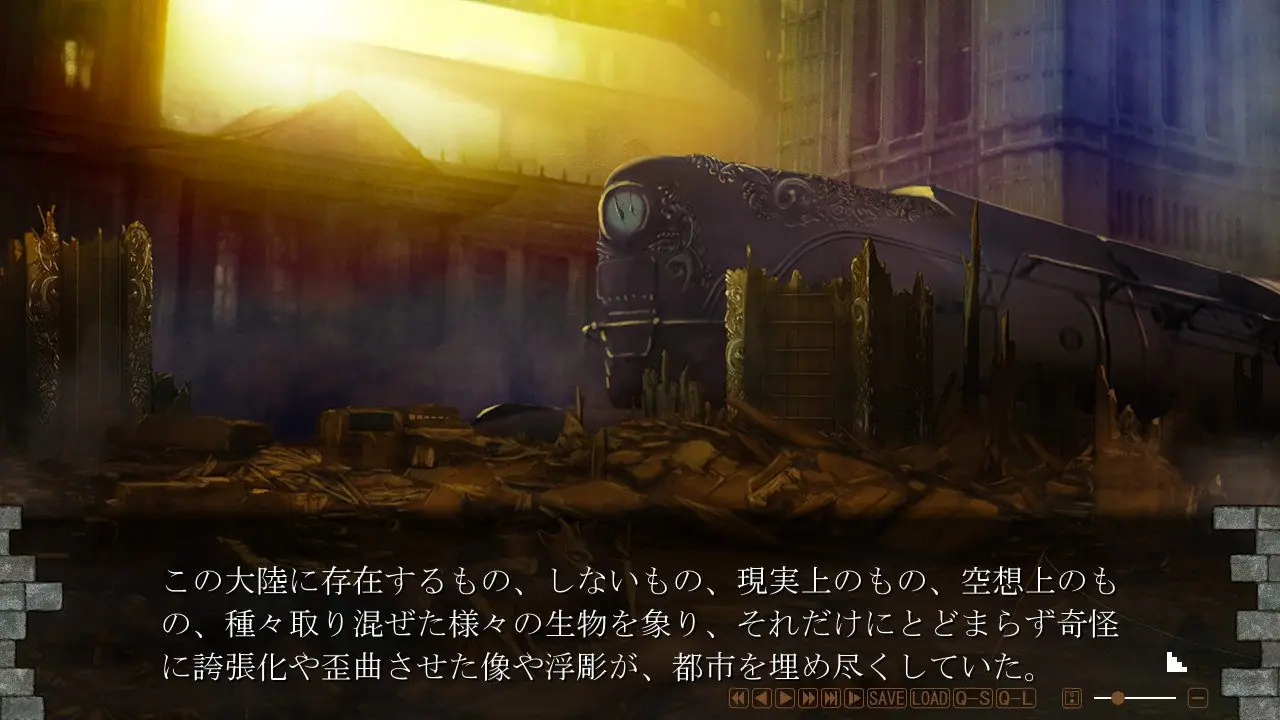 この大陸に存在するもの、しないもの、現実上のもの、空想上のも
の、種々取り混ぜた様々の生物を象り、それだけにとどまらず奇怪
に誇張化や歪曲させた像や浮彫が、都市を埋め尽くしていた。
SAVE LOAD Q-S Q-L